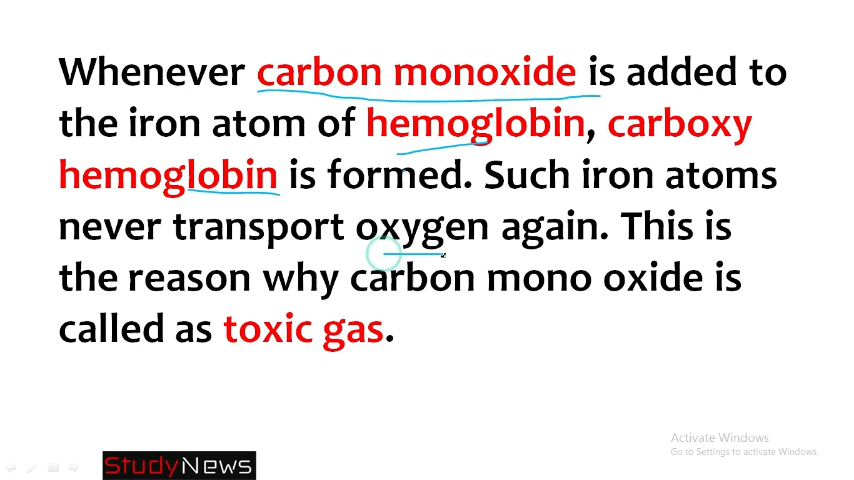 Whenever carbon monoxide is added to
the iron atom of hemoglobin, carboxy
hemoglobin is formed. Such iron atoms
never transport oxygen again. This is
the reason why carbon mono oxide is
called as toxic gas.
Activate Windows
Go to Settings to activate Windows.
StudyNews